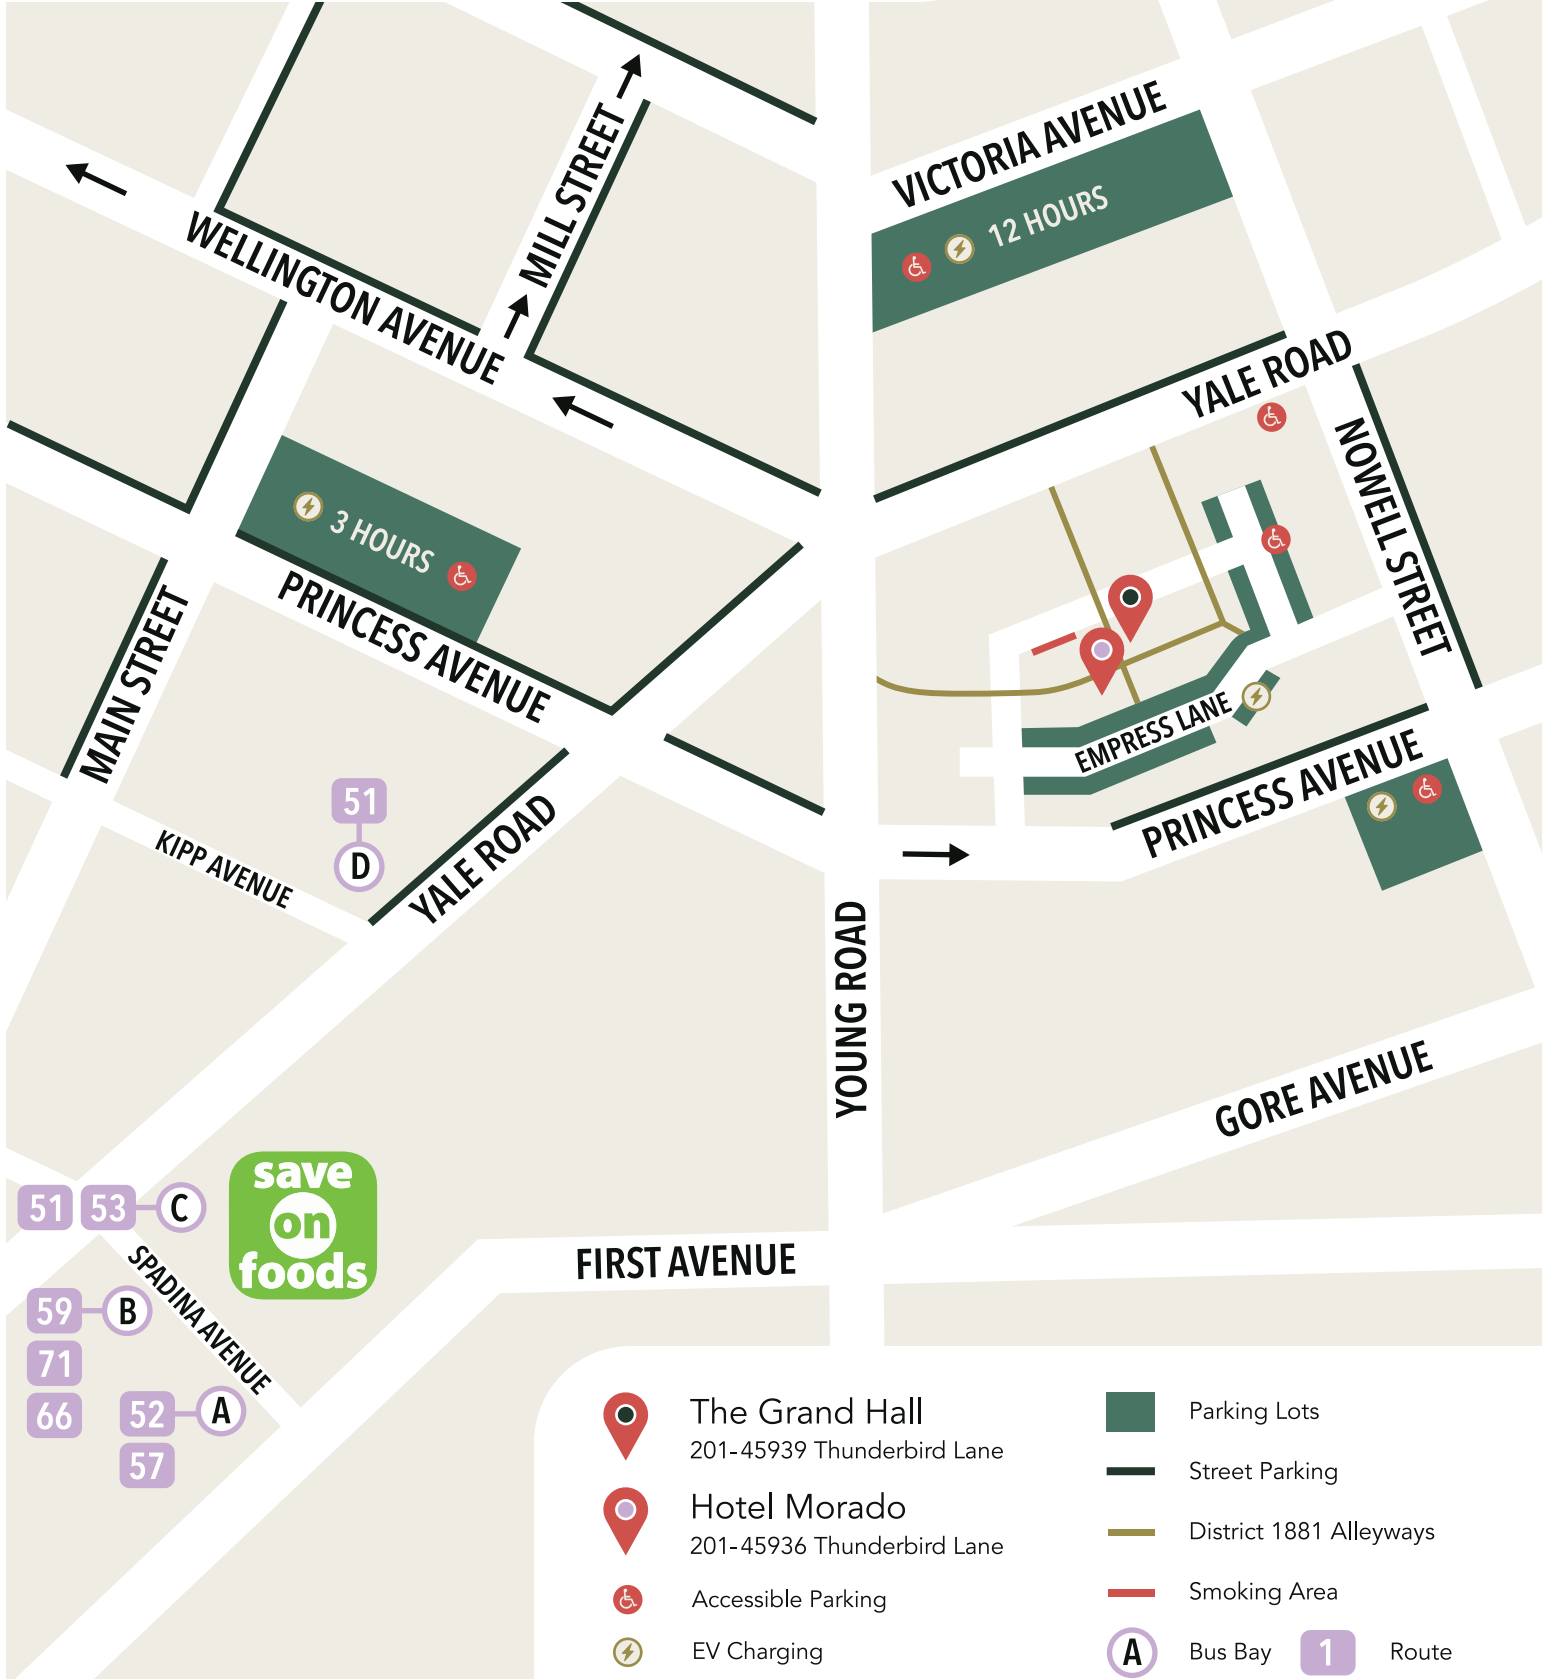 VICTORIA AVENUE
12 HOURS
MILL STREET
WELLINGTON AVENUE
YALE ROAD
NOWELL STREET
3 HOURS
PRINCESS AVENUE
MAIN STREET
EMPRESS LANE
PRINCESS AVENUE
51
D
KIPP AVENUE
YALE ROAD
YOUNG ROAD
GORE AVENUE
save
on
foods
51 53 C
FIRST AVENUE
SPADINA AVENUE
59 B
71
66
52 A
57
The Grand Hall
201-45939 Thunderbird Lane
Hotel Morado
201-45936 Thunderbird Lane
Accessible Parking
EV Charging
Parking Lots
Street Parking
District 1881 Alleyways
Smoking Area
A Bus Bay 1 Route